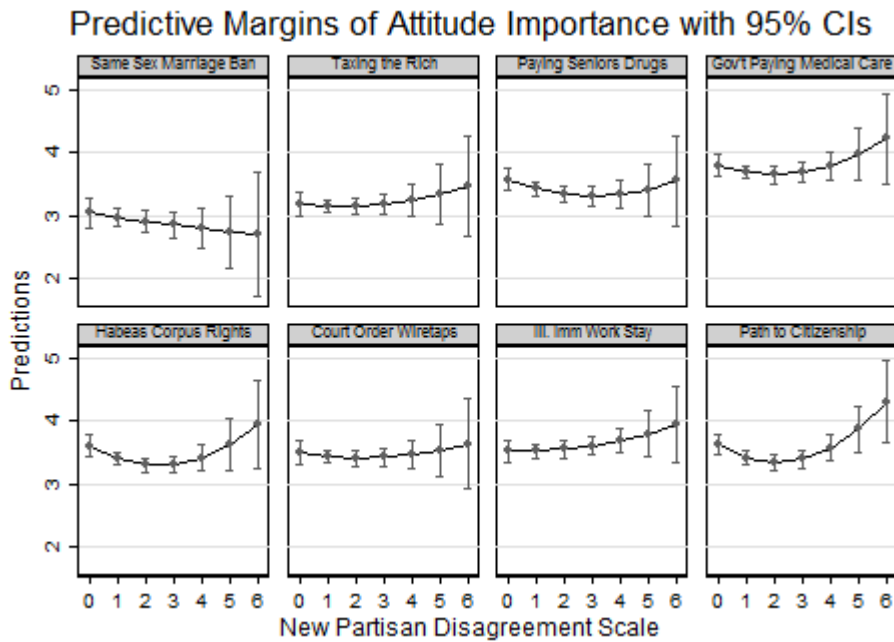 Predictive Margins of Attitude Importance with 95% CIs
Same Sex Marriage Ban
Taxing the Rich
Paying Seniors Drugs
Gov't Paying Medical Care
5
4
3
2
Habeas Corpus Rights
Court Order Wiretaps
Ill. Imm Work Stay
Path to Citizenship
5
4
3
2
Predictions
0 1 2 3 4 5 6
0 1 2 3 4 5 6
0 1 2 3 4 5 6
0 1 2 3 4 5 6
New Partisan Disagreement Scale